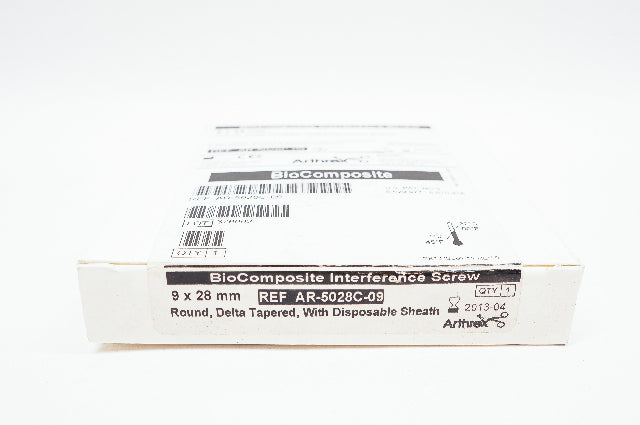 Arthrex
BioComposite
QTY 1
BioComposite Interference Screw
9 x 28 mm REF AR-5028C-09 QTY 1
2013-04
Round, Delta Tapered, With Disposable Sheath Arthrex